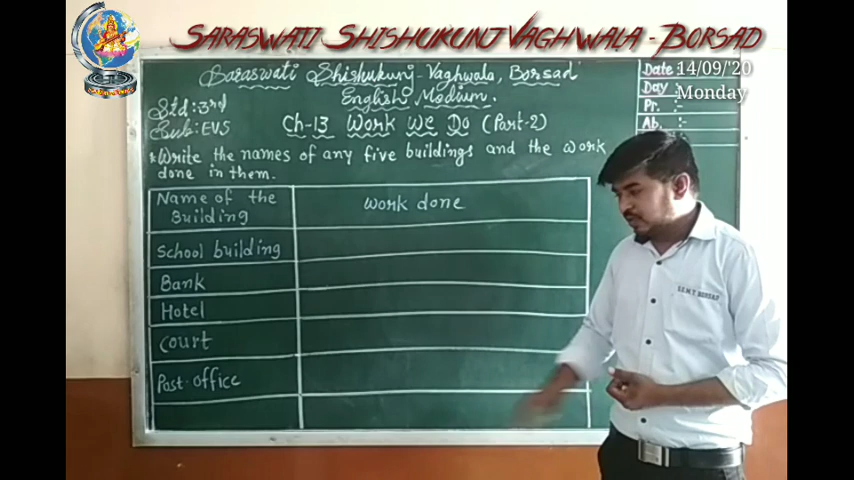 SARASWATI SHISHUKUNJ VAGHWALA - BORSAD
Saraswati Shishukunj-Vaghwala, Borsad
English Medium.
Date :- 14/09/'20
Day Monday
Pr. :-
Ab. :-
Std:3rd
Sub:EVS
Ch-13 Work We Do (Part-2)
*Write the names of any five buildings and the work
done in them.
Name of the
Building
work done
School building
Bank
Hotel
court
Post-office
S.S.M.T. BORSAD